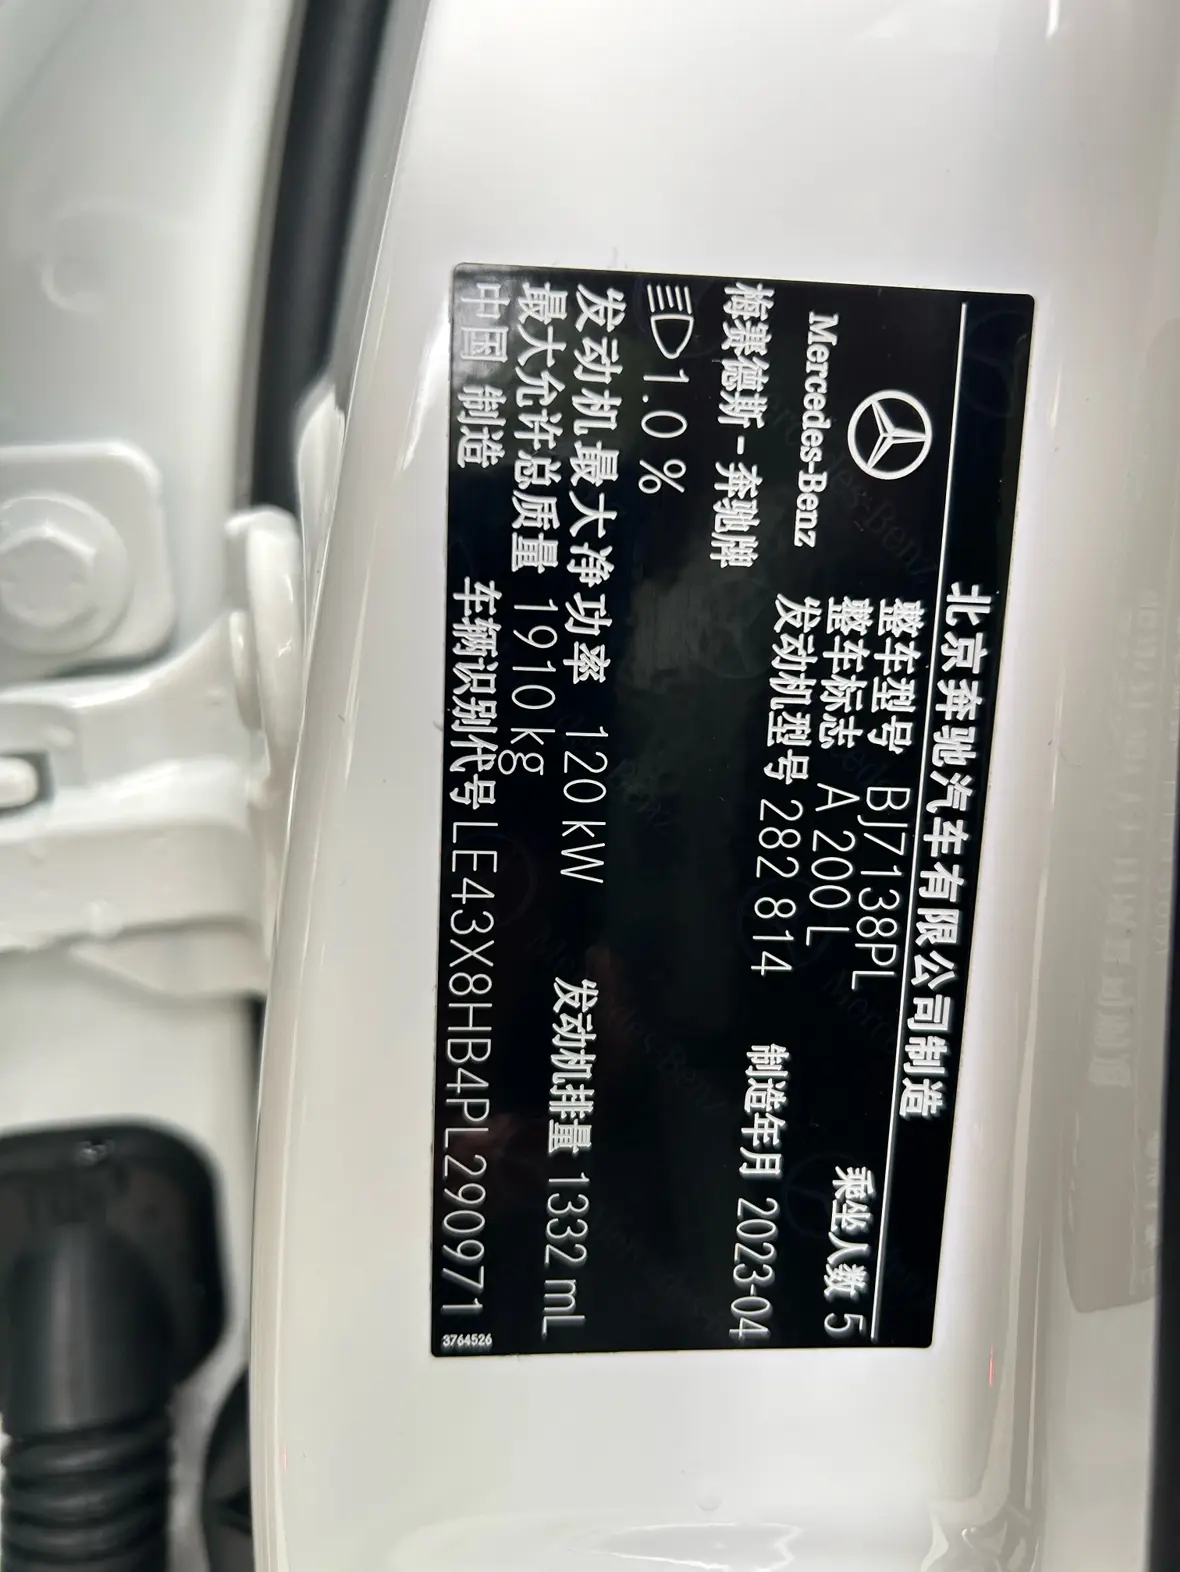 北京奔驰汽车有限公司制造
Mercedes-Benz
整车型号 BJ7138PL
整车标志 A 200 L
乘坐人数 5
梅赛德斯-奔驰牌
发动机型号 282 814
制造年月 2023-04
1.0 %
发动机最大净功率 120 kW
发动机排量 1332 mL
最大允许总质量 1910 kg
中国 制造
车辆识别代号 LE43X8HB4PL290971
3764526